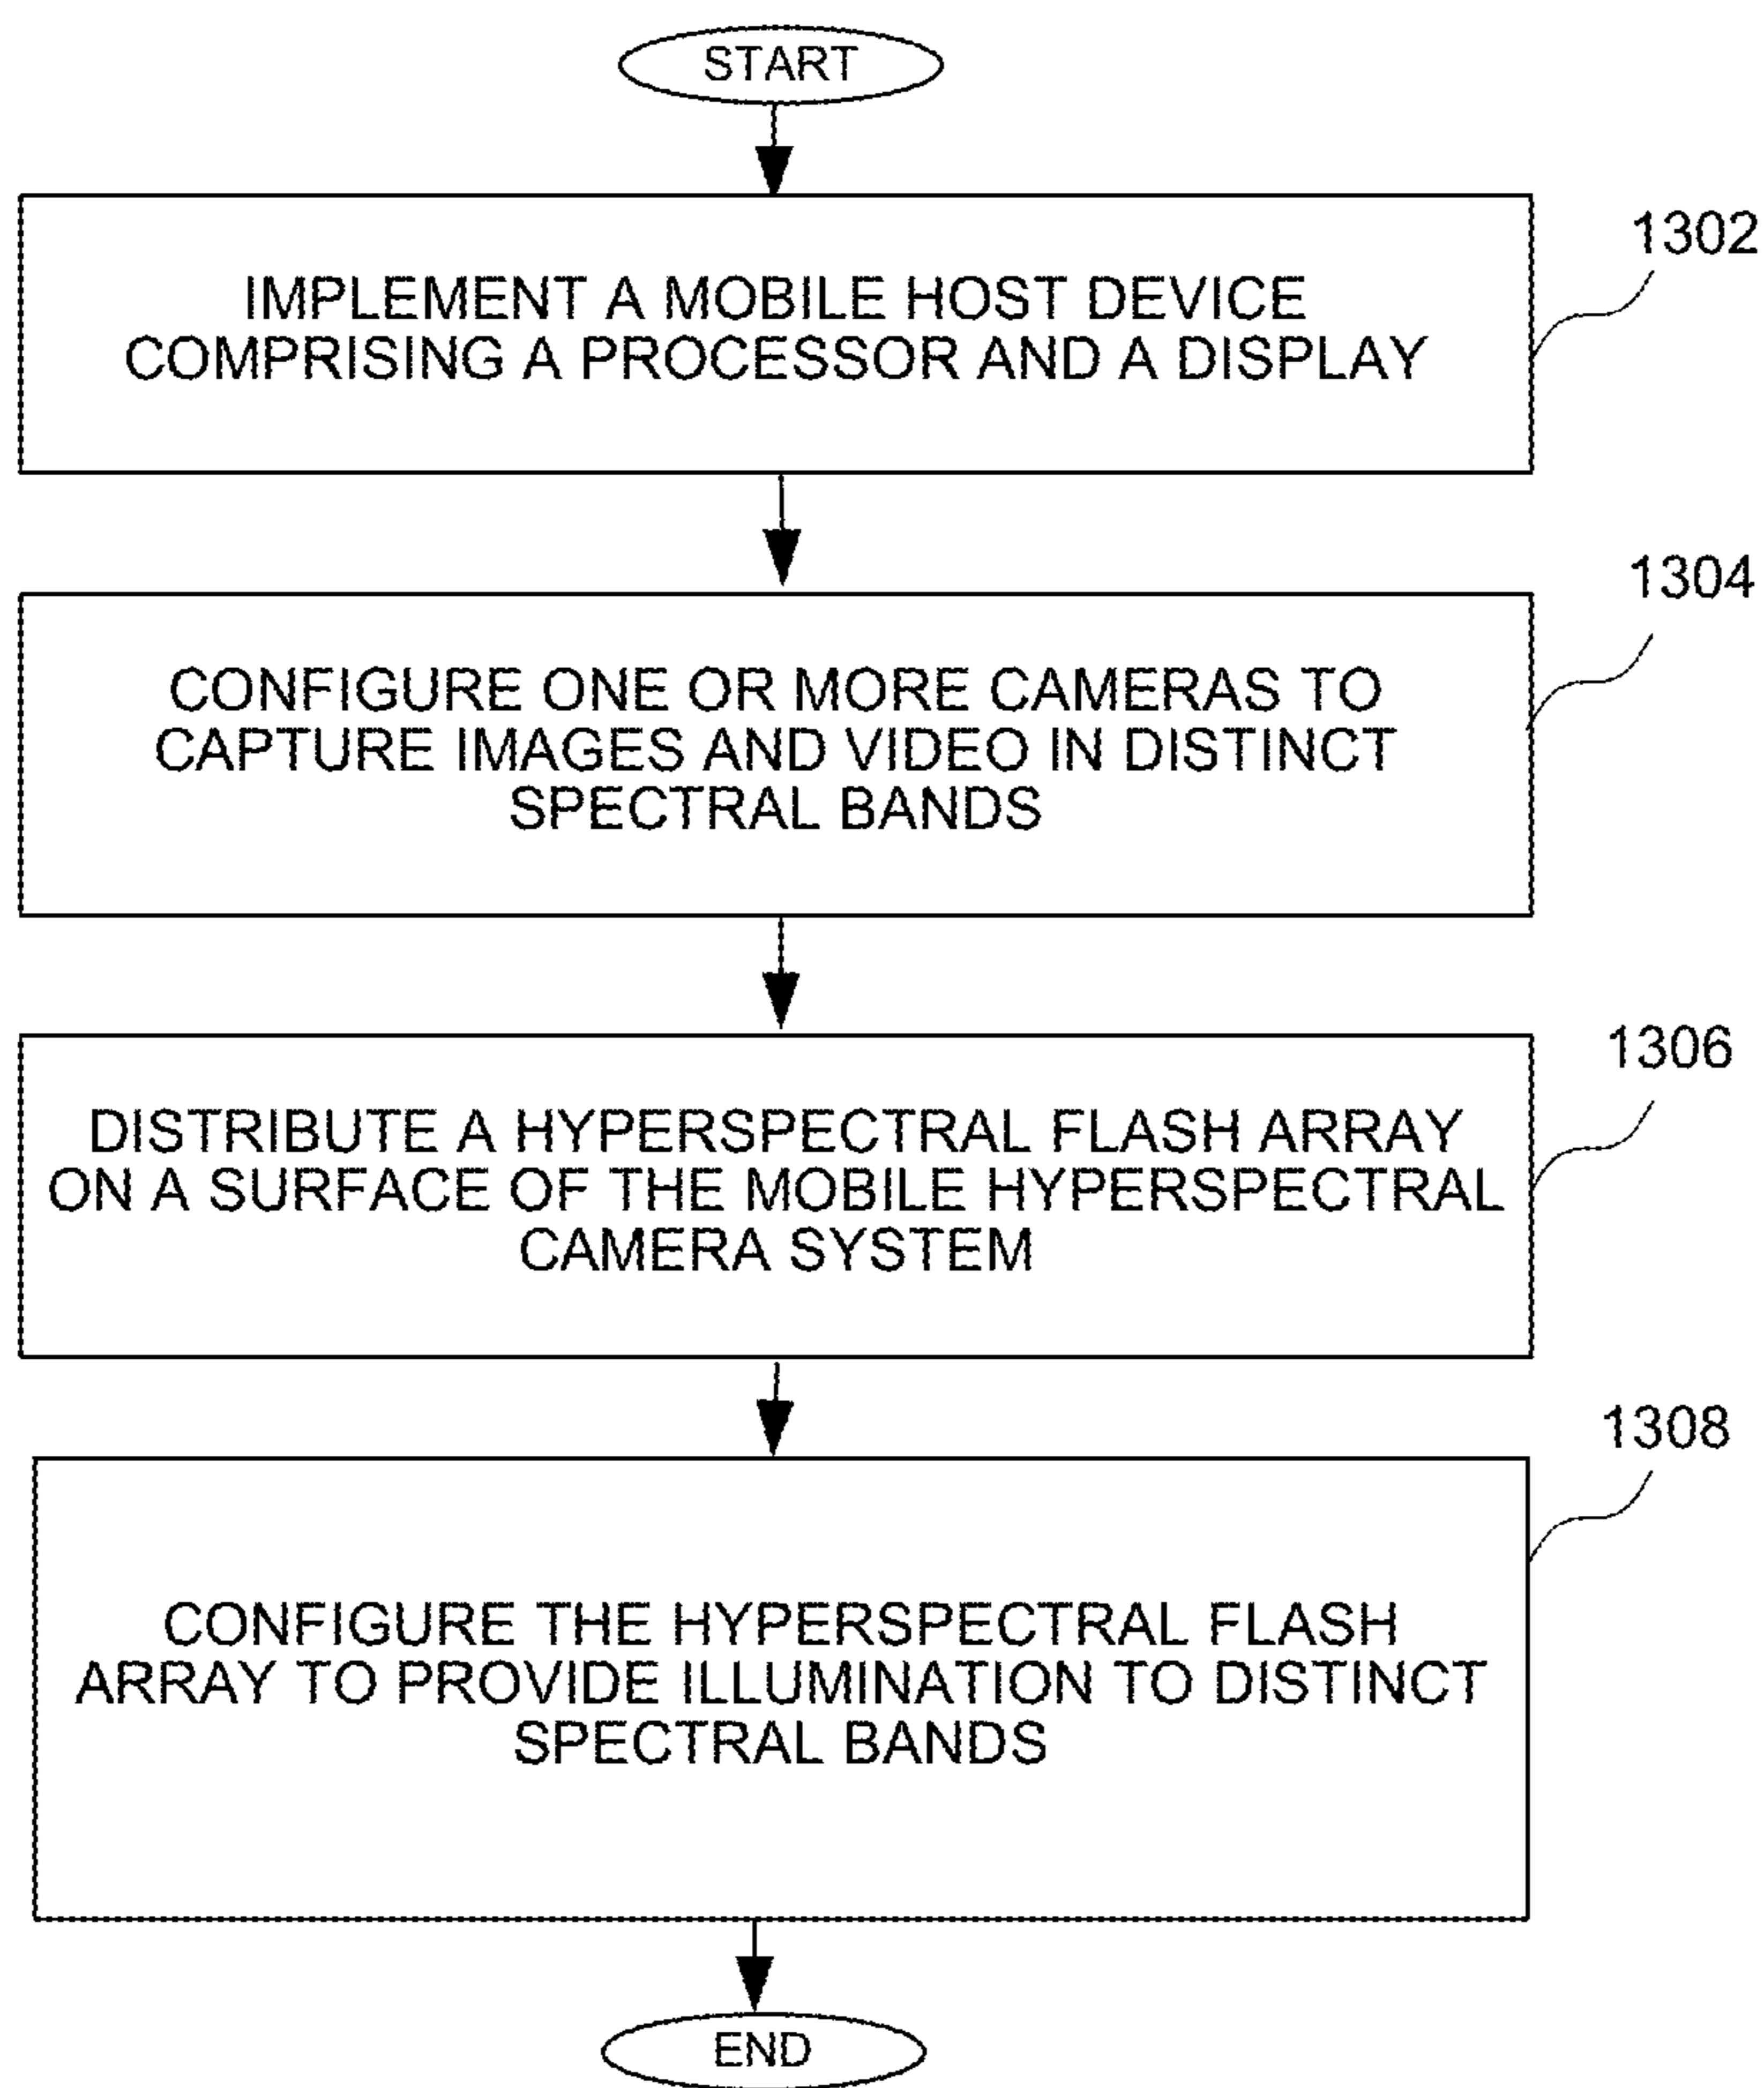 START
1302
IMPLEMENT A MOBILE HOST DEVICE
COMPRISING A PROCESSOR AND A DISPLAY
1304
CONFIGURE ONE OR MORE CAMERAS TO
CAPTURE IMAGES AND VIDEO IN DISTINCT
SPECTRAL BANDS
1306
DISTRIBUTE A HYPERSPECTRAL FLASH ARRAY
ON A SURFACE OF THE MOBILE HYPERSPECTRAL
CAMERA SYSTEM
1308
CONFIGURE THE HYPERSPECTRAL FLASH
ARRAY TO PROVIDE ILLUMINATION TO DISTINCT
SPECTRAL BANDS
END